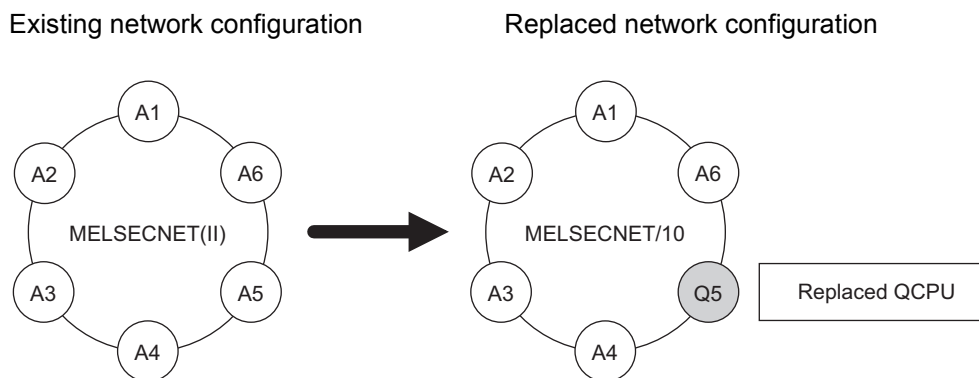 Existing network configuration
Replaced network configuration
A1
A2
A6
MELSECNET(II)
A3
A5
A4
A1
A2
A6
MELSECNET/10
A3
Q5
Replaced QCPU
A4